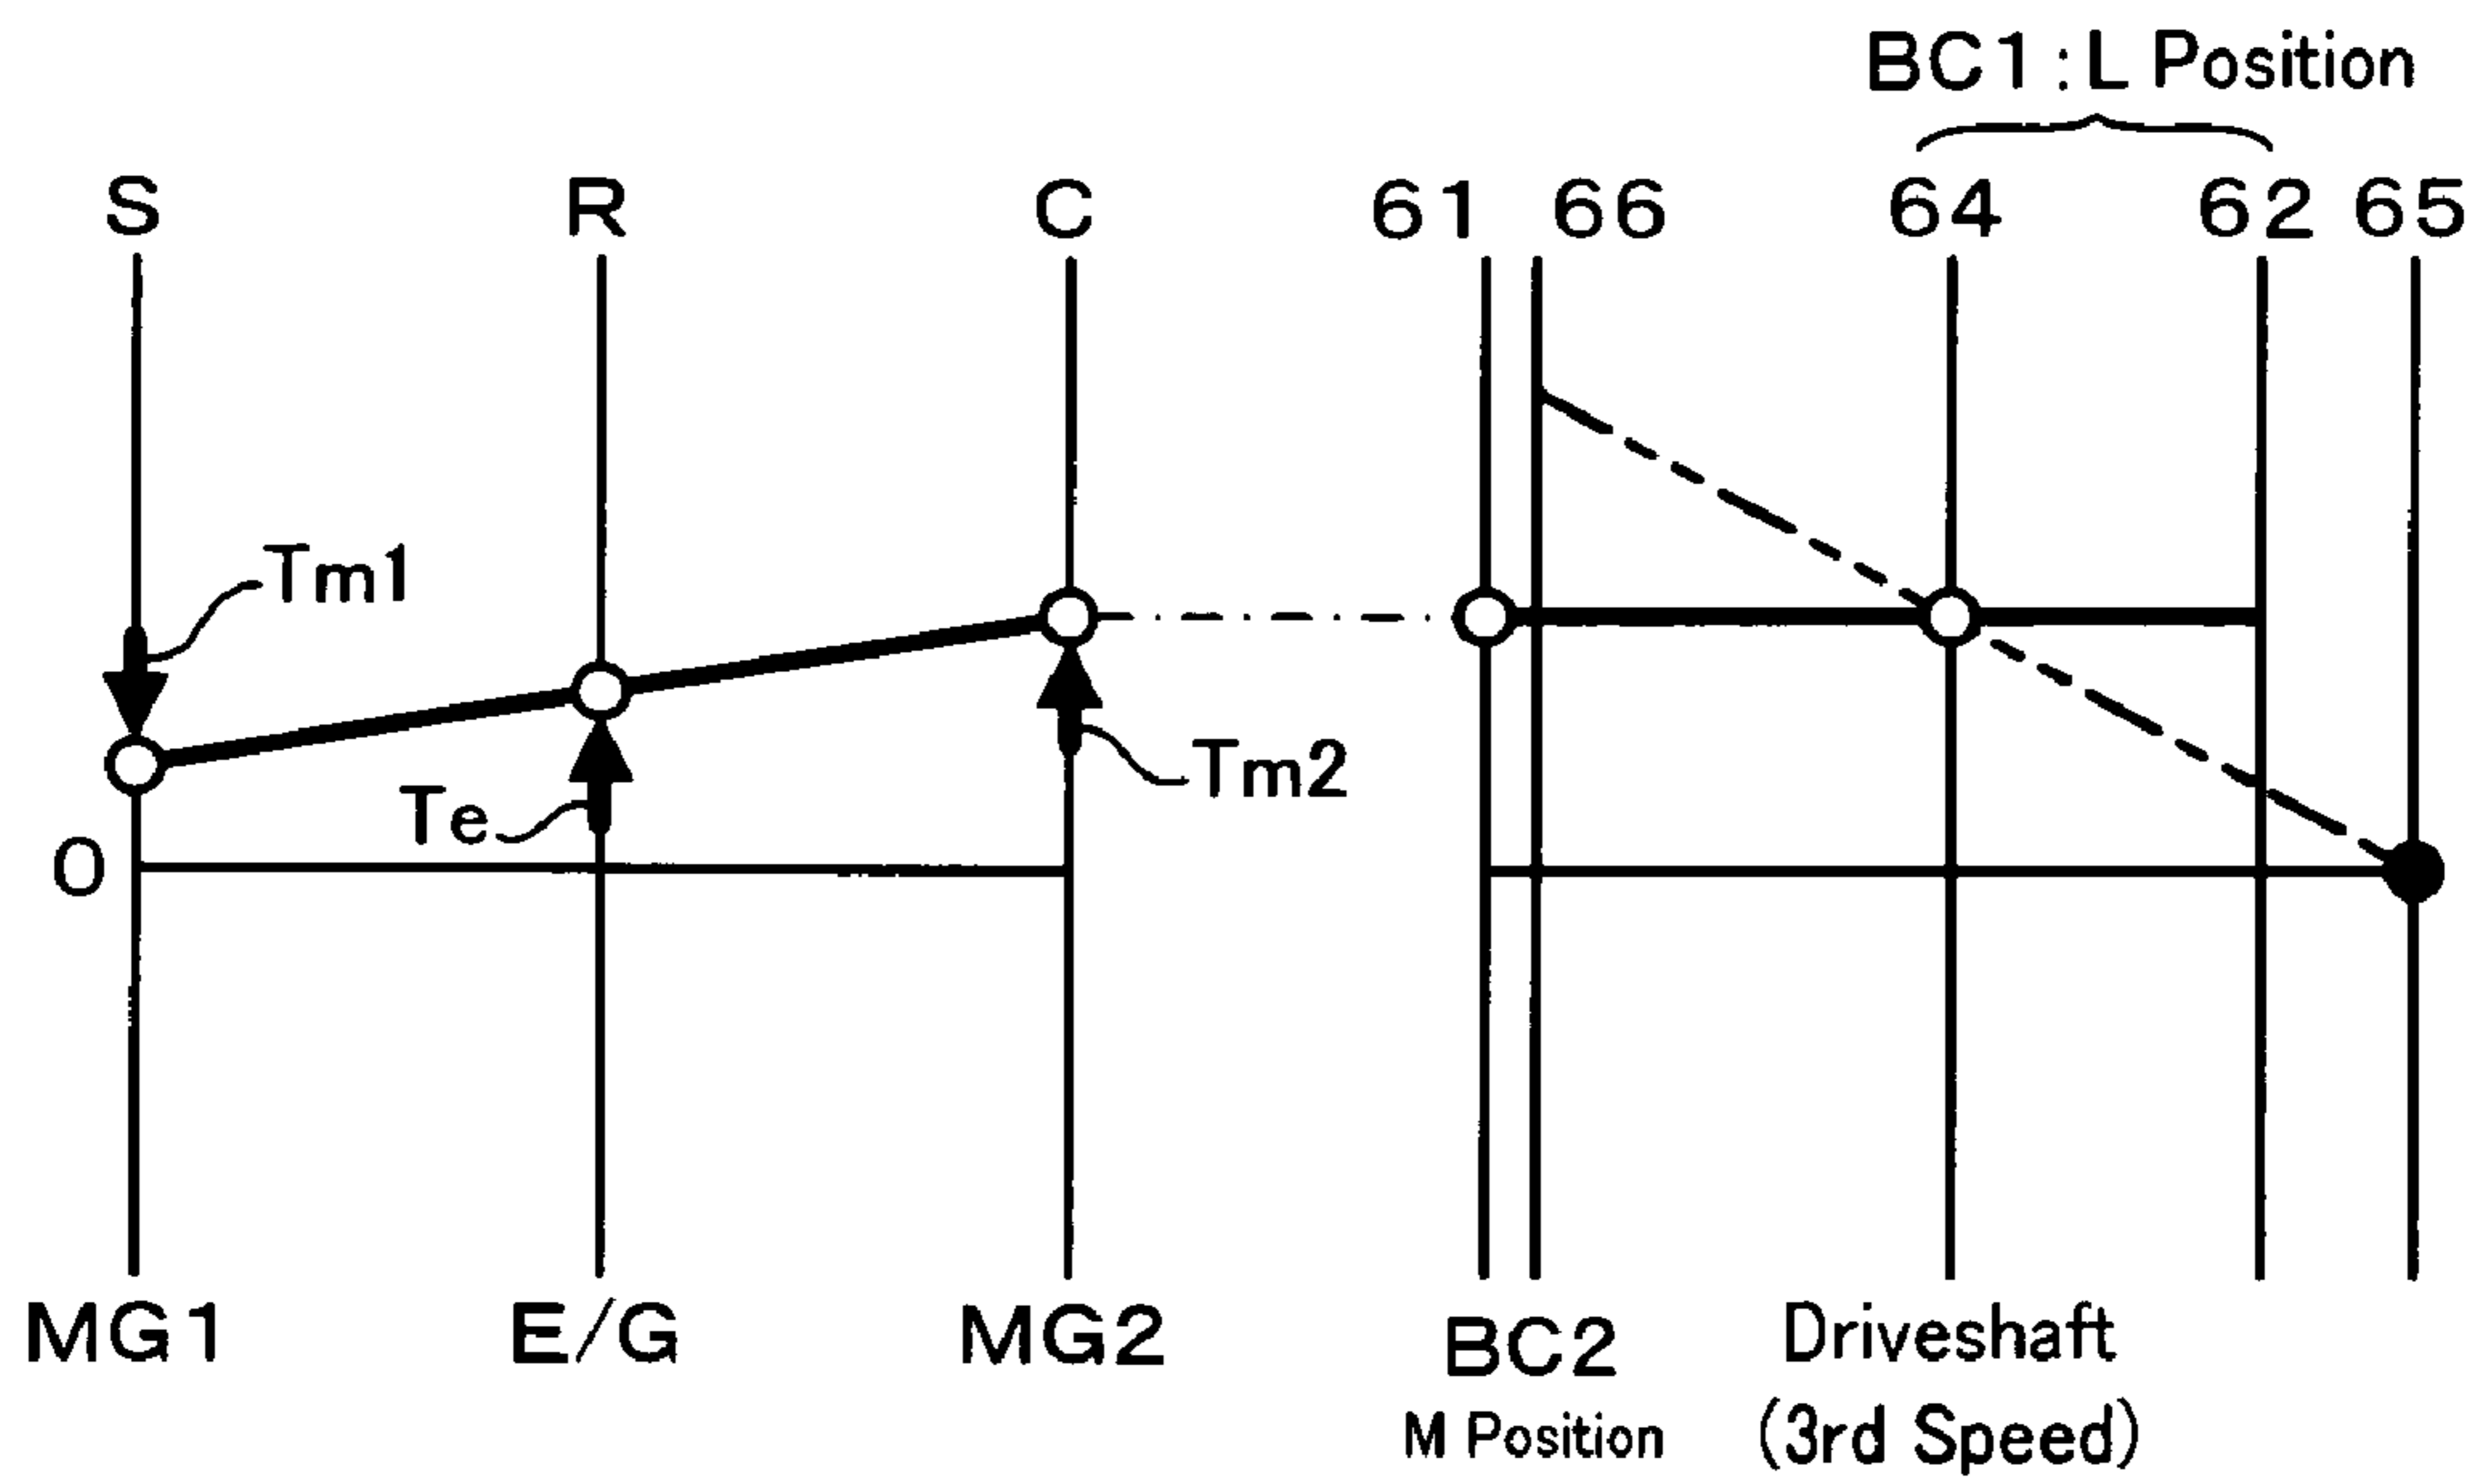 BC1:L Position
S R C 61 66 64 62 65
Tm1
Tm2
Te
0
MG1 E/G MG2 BC2 Driveshaft
M Position (3rd Speed)